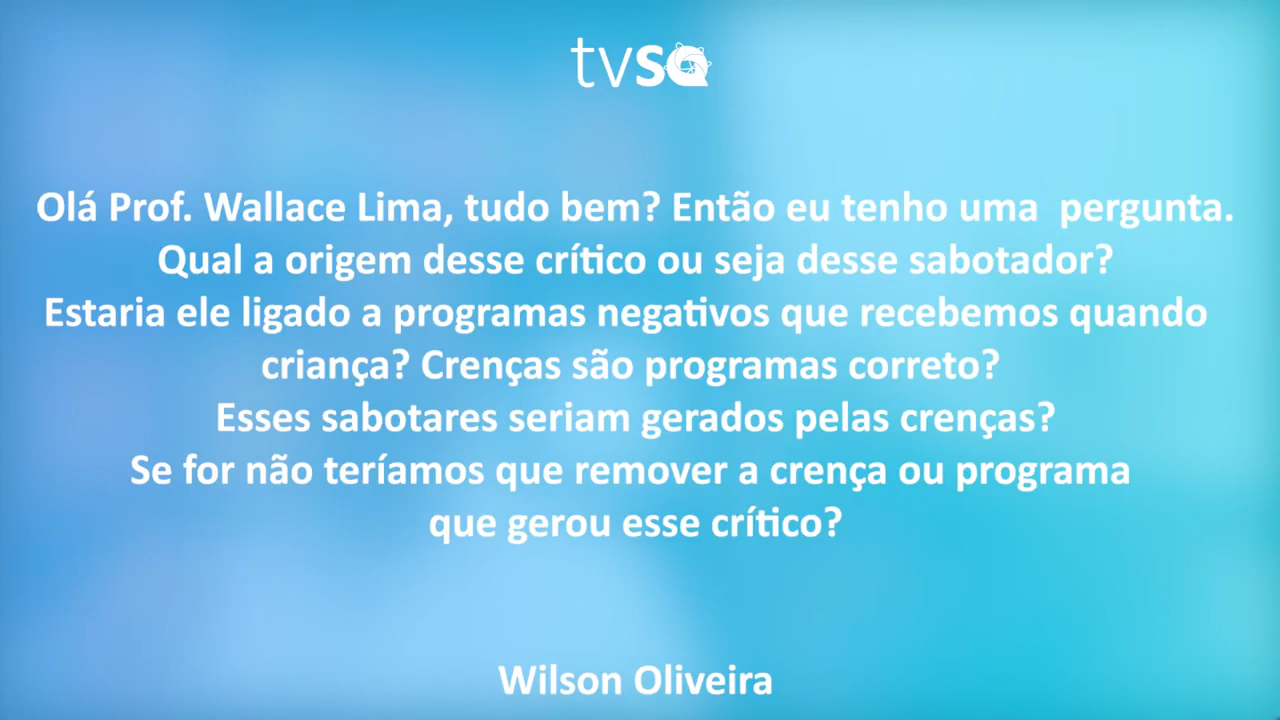 tvsq
Olá Prof. Wallace Lima, tudo bem? Então eu tenho uma pergunta.
Qual a origem desse crítico ou seja desse sabotador?
Estaria ele ligado a programas negativos que recebemos quando
criança? Crenças são programas correto?
Esses sabotares seriam gerados pelas crenças?
Se for não teríamos que remover a crença ou programa
que gerou esse crítico?
Wilson Oliveira